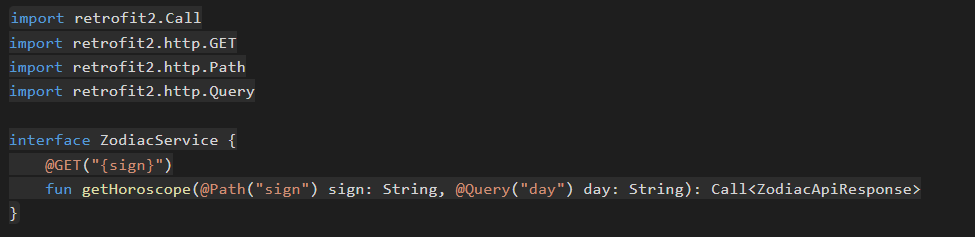 import retrofit2.Call
import retrofit2.http.GET
import retrofit2.http.Path
import retrofit2.http.Query
interface ZodiacService {
    @GET("{sign}")
    fun getHoroscope(@Path("sign") sign: String, @Query("day") day: String): Call<ZodiacApiResponse>
}